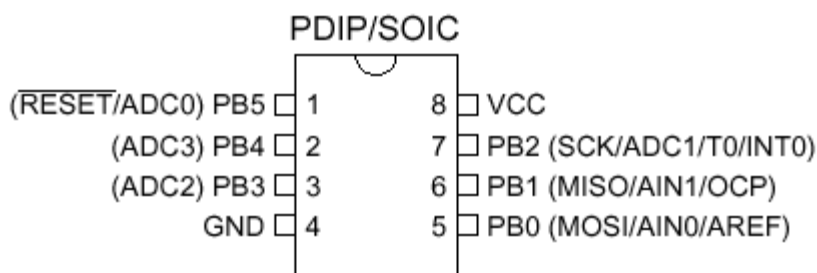 PDIP/SOIC
(RESET/ADC0) PB5 1 8 VCC
(ADC3) PB4 2 7 PB2 (SCK/ADC1/T0/INT0)
(ADC2) PB3 3 6 PB1 (MISO/AIN1/OCP)
GND 4 5 PB0 (MOSI/AIN0/AREF)